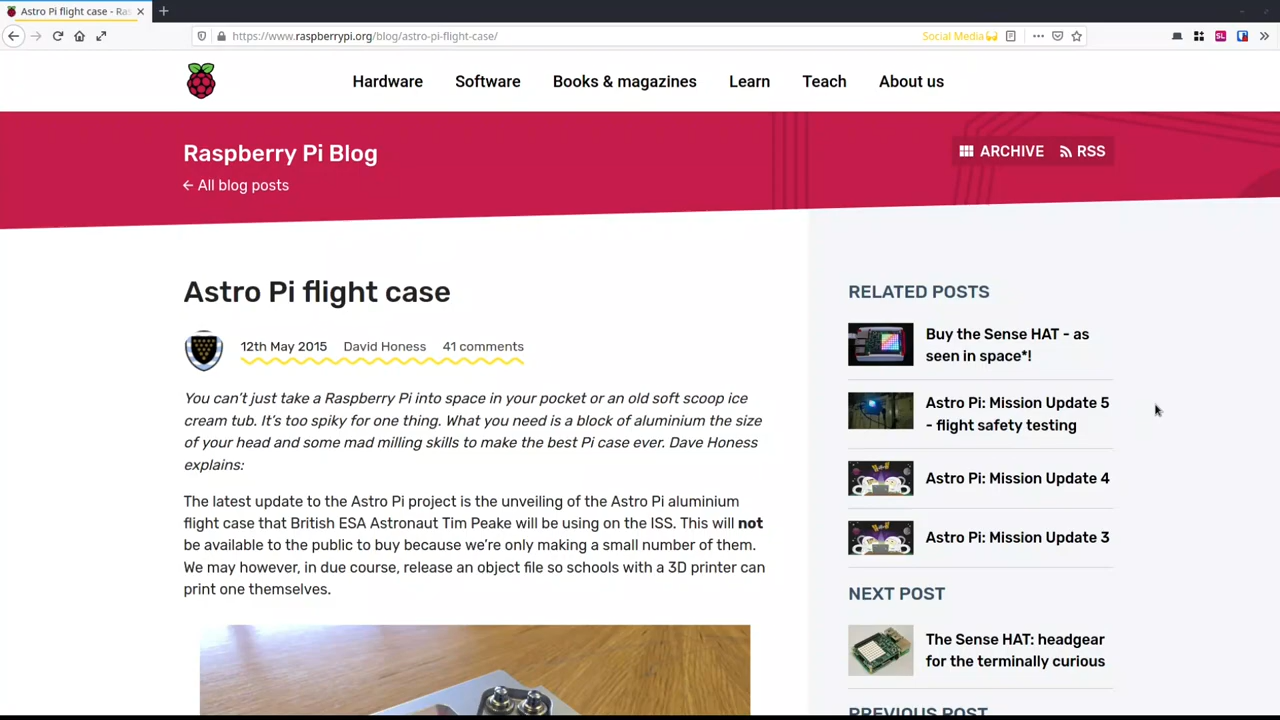 Astro Pi flight case - Ras
https://www.raspberrypi.org/blog/astro-pi-flight-case/
Social Media
SL
Hardware Software Books & magazines Learn Teach About us
Raspberry Pi Blog
← All blog posts
ARCHIVE RSS
Astro Pi flight case
12th May 2015 David Honess 41 comments
You can’t just take a Raspberry Pi into space in your pocket or an old soft scoop ice
cream tub. It’s too spiky for one thing. What you need is a block of aluminium the size
of your head and some mad milling skills to make the best Pi case ever. Dave Honess
explains:
The latest update to the Astro Pi project is the unveiling of the Astro Pi aluminium
flight case that British ESA Astronaut Tim Peake will be using on the ISS. This will not
be available to the public to buy because we’re only making a small number of them.
We may however, in due course, release an object file so schools with a 3D printer can
print one themselves.
RELATED POSTS
Buy the Sense HAT - as
seen in space*!
Astro Pi: Mission Update 5
- flight safety testing
Astro Pi: Mission Update 4
Astro Pi: Mission Update 3
NEXT POST
The Sense HAT: headgear
for the terminally curious
PREVIOUS POST